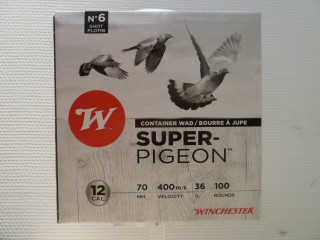 N°6
SHOT
PLOMB
W
CONTAINER WAD / BOURRE À JUPE
SUPER-
PIGEON™
12 70 400 m/s 36 100
CAL. MM VELOCITY G. ROUNDS
WINCHESTER